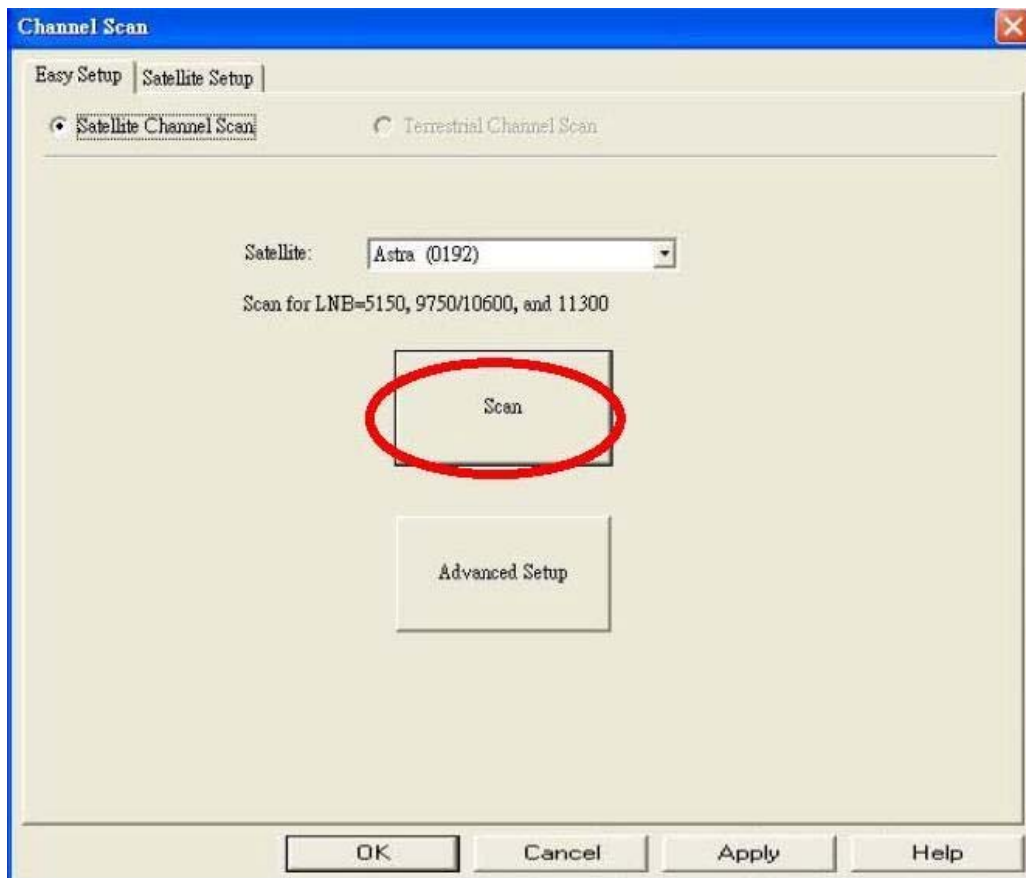 Channel Scan
Easy Setup
Satellite Setup
Satellite Channel Scan
Terrestrial Channel Scan
Satellite:
Astra (0192)
Scan for LNB=5150, 9750/10600, and 11300
Scan
Advanced Setup
OK
Cancel
Apply
Help